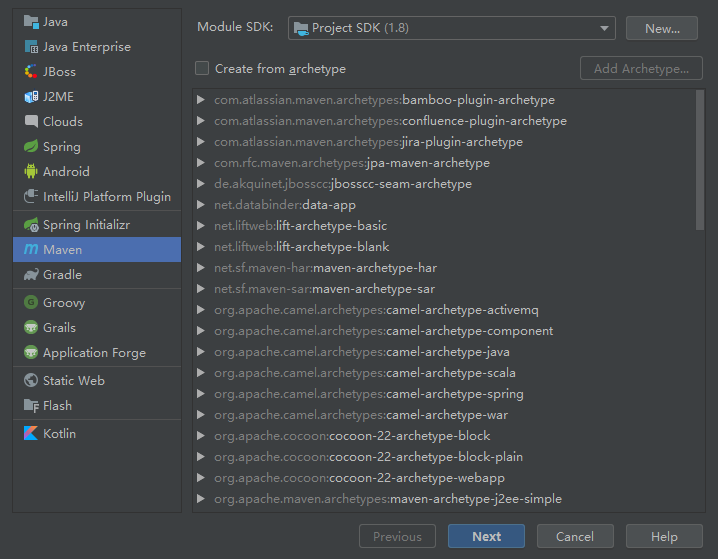 Java
Java Enterprise
JBoss
J2ME
Clouds
Spring
Android
IntelliJ Platform Plugin
Spring Initializr
Maven
Gradle
Groovy
Grails
Application Forge
Static Web
Flash
Kotlin
Module SDK: Project SDK (1.8) New...
Create from archetype Add Archetype...
com.atlassian.maven.archetypes:bamboo-plugin-archetype
com.atlassian.maven.archetypes:confluence-plugin-archetype
com.atlassian.maven.archetypes:jira-plugin-archetype
com.rfc.maven.archetypes:jpa-maven-archetype
de.akquinet.jbosscc:jbosscc-seam-archetype
net.databinder:data-app
net.liftweb:lift-archetype-basic
net.liftweb:lift-archetype-blank
net.sf.maven-har:maven-archetype-har
net.sf.maven-sar:maven-archetype-sar
org.apache.camel.archetypes:camel-archetype-activemq
org.apache.camel.archetypes:camel-archetype-component
org.apache.camel.archetypes:camel-archetype-java
org.apache.camel.archetypes:camel-archetype-scala
org.apache.camel.archetypes:camel-archetype-spring
org.apache.camel.archetypes:camel-archetype-war
org.apache.cocoon:cocoon-22-archetype-block
org.apache.cocoon:cocoon-22-archetype-block-plain
org.apache.cocoon:cocoon-22-archetype-webapp
org.apache.maven.archetypes:maven-archetype-j2ee-simple
Previous Next Cancel Help